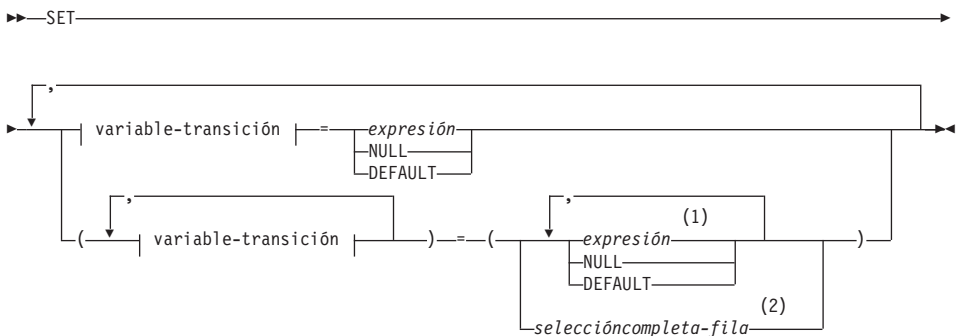 SET
,
variable-transición = expresión
NULL
DEFAULT
, ,
(1)
( variable-transición ) = ( expresión )
NULL
DEFAULT
(2)
seleccióncompleta-fila